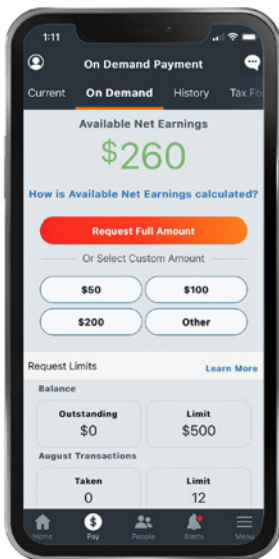 1:11
On Demand Payment
Current On Demand History Tax Fo
Available Net Earnings
$260
How is Available Net Earnings calculated?
Request Full Amount
Or Select Custom Amount
$50 $100
$200 Other
Request Limits Learn More
Balance
Outstanding Limit
$0 $500
August Transactions
Taken Limit
0 12
Home Pay People Alerts Menu